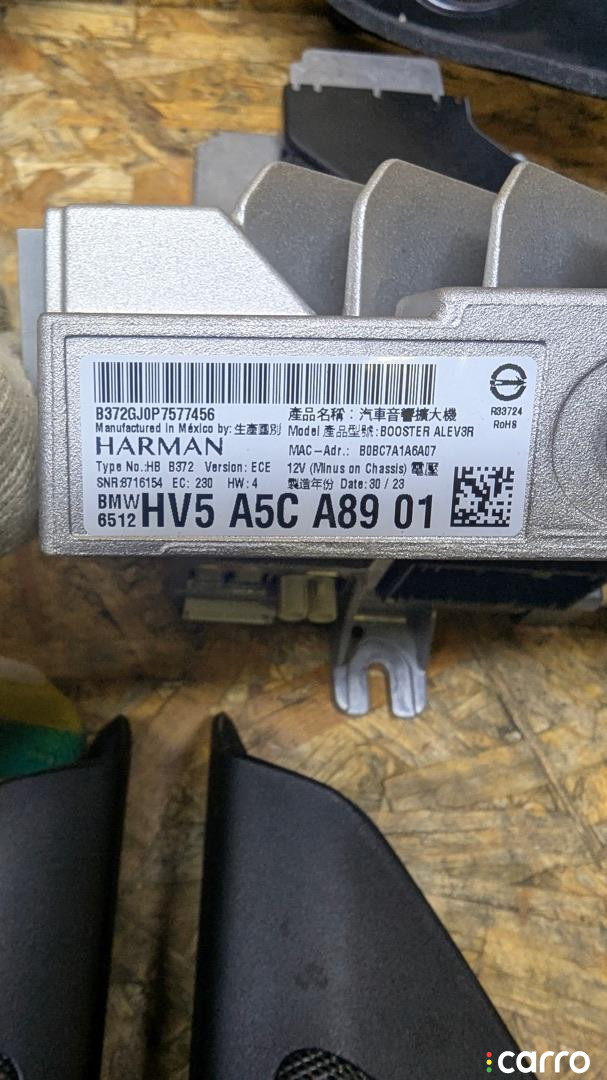 B372GJ0P7577456
Manufactured in México by: 生產國別
HARMAN
Type No.:HB B372 Version: ECE
SNR:8716154 EC: 230 HW: 4
產品名稱：汽車音響擴大機
Model 產品型號:BOOSTER ALEV3R
MAC-Adr.: B0BC7A1A6A07
12V (Minus on Chassis) 電壓
製造年份 Date: 30 / 23
R33724
RoHS
BMW
6512 HV5 A5C A89 01
carro